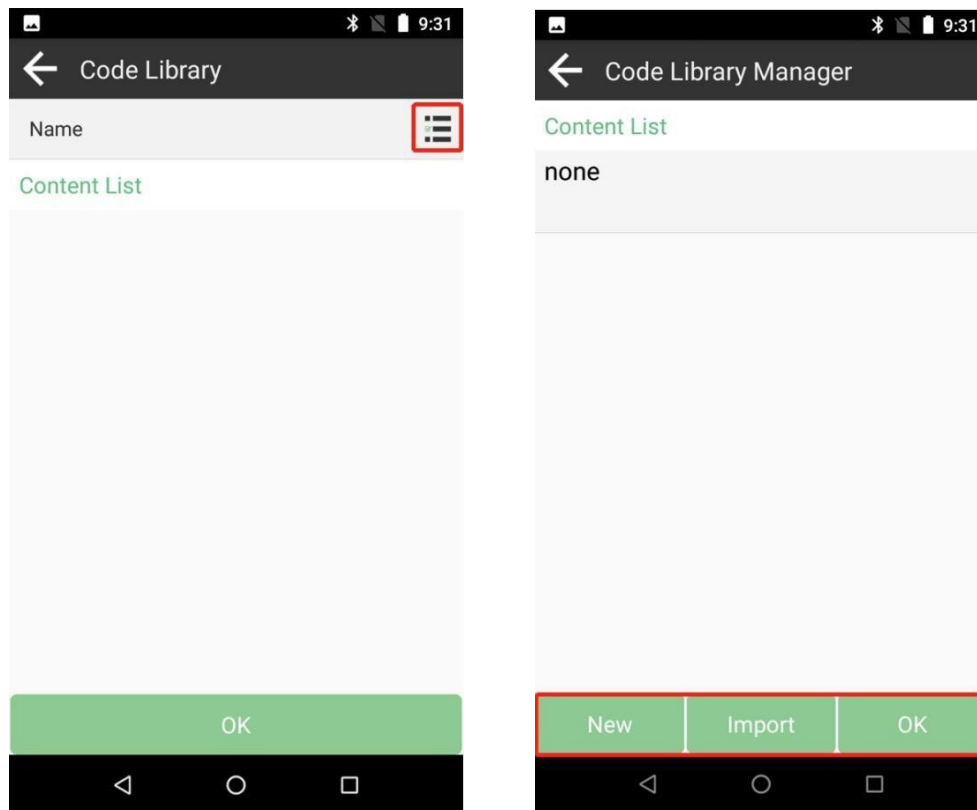 9:31
Code Library
Name
Content List
OK
9:31
Code Library Manager
Content List
none
New
Import
OK